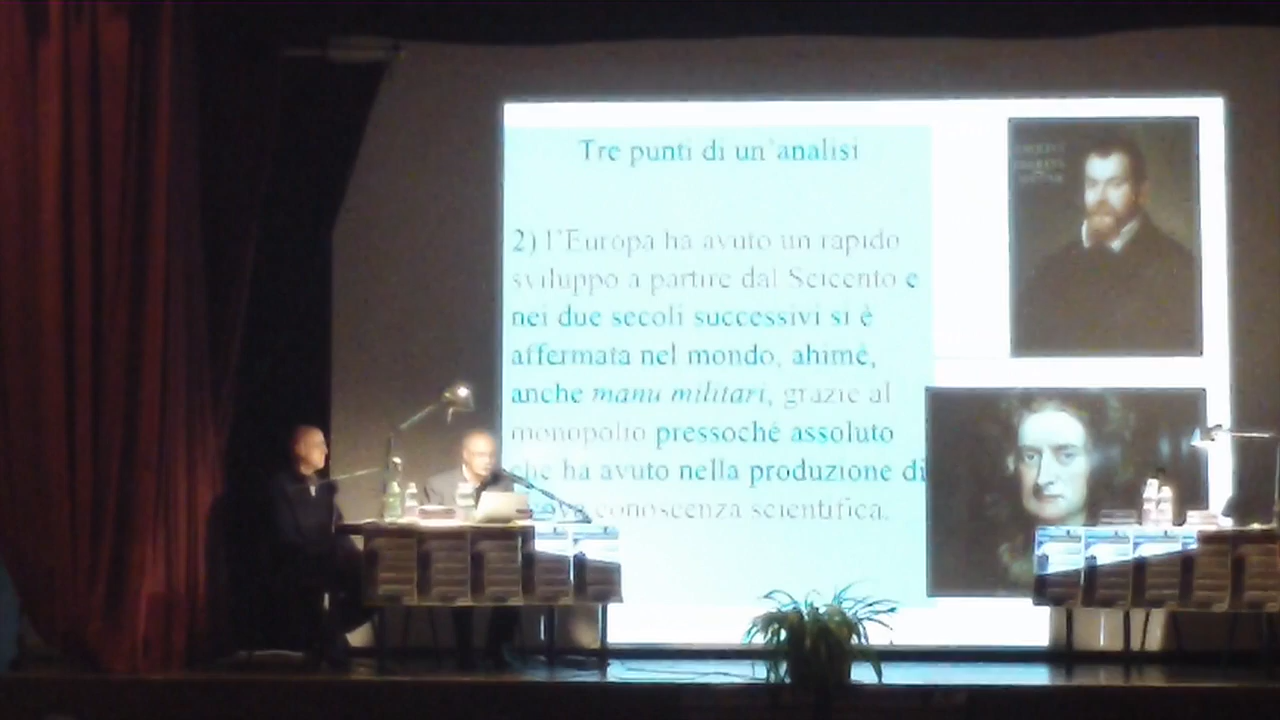 Tre punti di un'analisi
2) l'Europa ha avuto un rapido
sviluppo a partire dal Seicento e
nei due secoli successivi si è
affermata nel mondo, ahimé,
anche manu militari, grazie al
monopolio pressoché assoluto
che ha avuto nella produzione di
conoscenza scientifica.